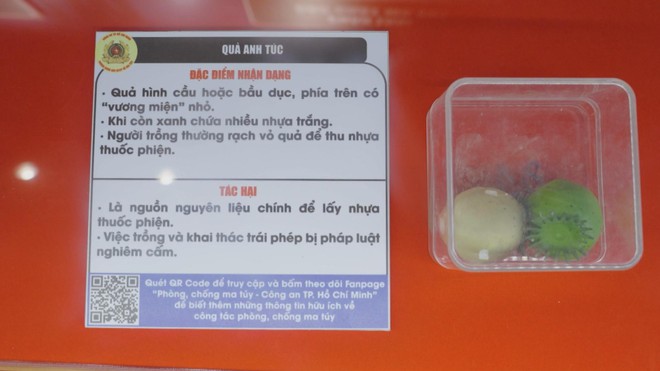 QUẢ ANH TÚC
ĐẶC ĐIỂM NHẬN DẠNG
- Quả hình cầu hoặc bầu dục, phía trên có
“vương miện” nhỏ.
- Khi còn xanh chứa nhiều nhựa trắng.
- Người trồng thường rạch vỏ quả để thu nhựa
thuốc phiện.
TÁC HẠI
- Là nguồn nguyên liệu chính để lấy nhựa
thuốc phiện.
- Việc trồng và khai thác trái phép bị pháp luật
nghiêm cấm.
Quét QR Code để truy cập và bấm theo dõi Fanpage
“Phòng, chống ma túy - Công an TP. Hồ Chí Minh”
để biết thêm những thông tin hữu ích về
công tác phòng, chống ma túy